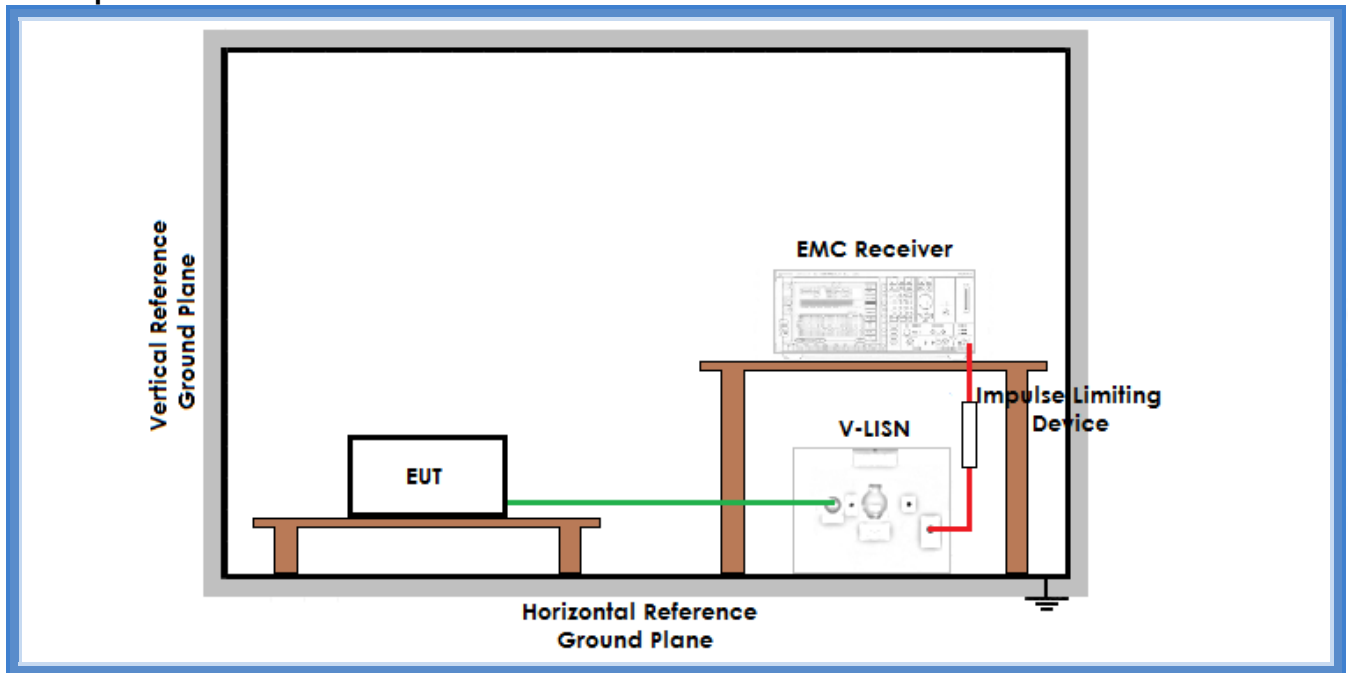 EMC Receiver
Vertical Reference
Ground Plane
Impulse Limiting
Device
V-LISN
EUT
Horizontal Reference
Ground Plane